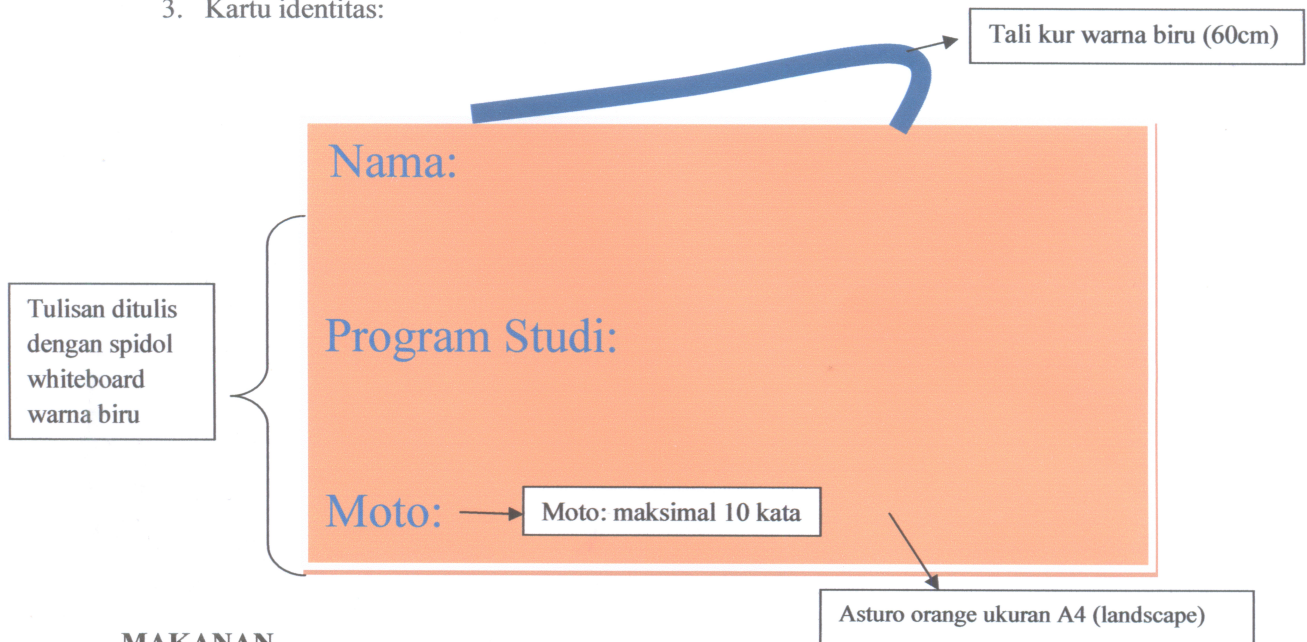 3. Kartu identitas:
Tali kur warna biru (60cm)
Nama:
Tulisan ditulis
dengan spidol
whiteboard
warna biru
Program Studi:
Moto:
Moto: maksimal 10 kata
Asturo orange ukuran A4 (landscape)
MAKANAN